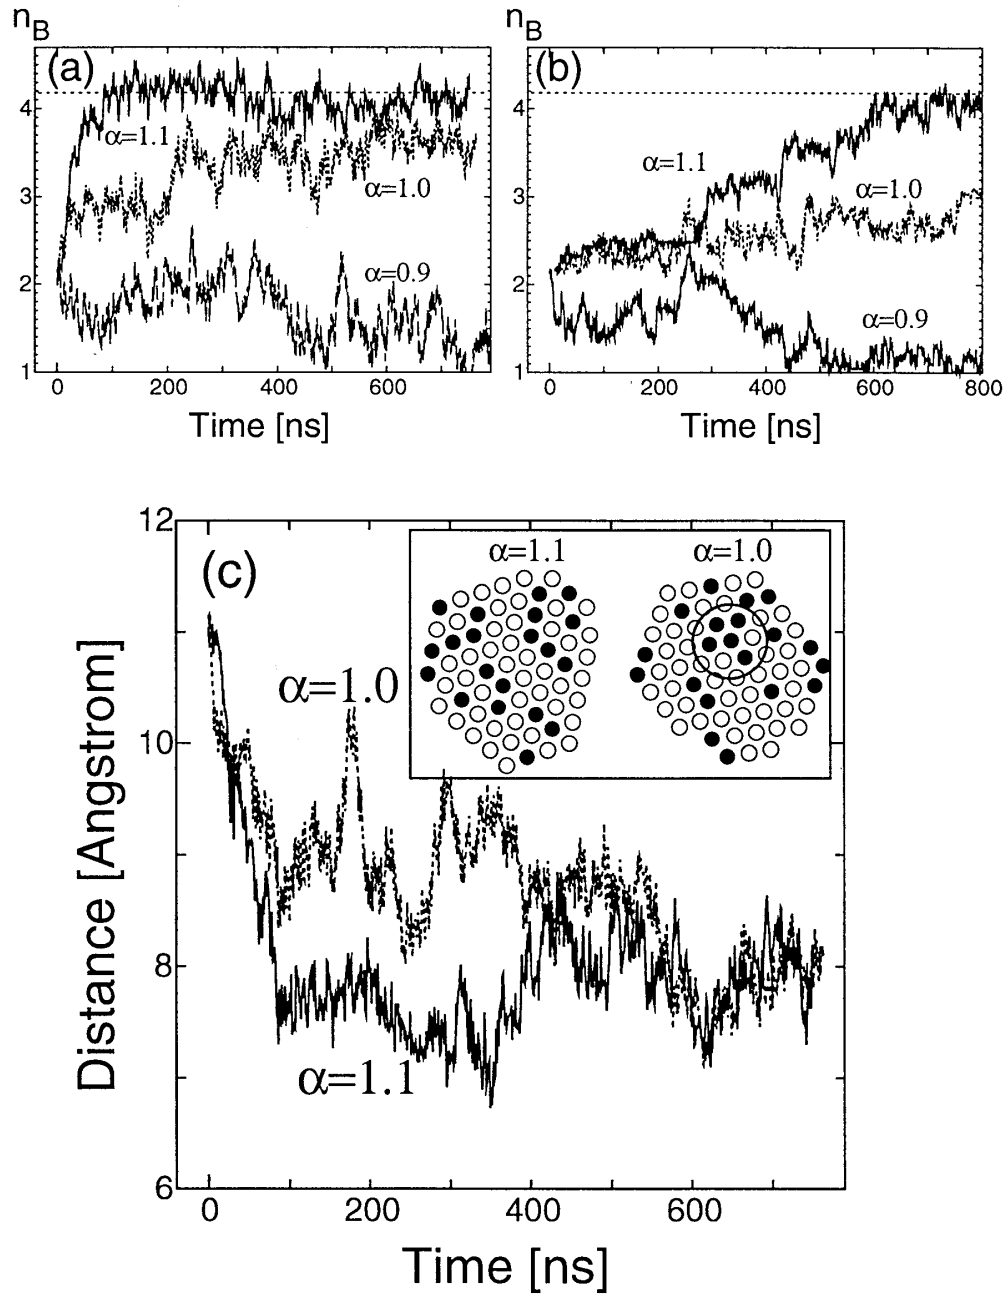 n_B
(a)
4
3
2
1
α=1.1
α=1.0
α=0.9
0
200
400
600
Time [ns]
n_B
(b)
4
3
2
1
α=1.1
α=1.0
α=0.9
0
200
400
600
800
Time [ns]
12
10
8
6
Distance [Angstrom]
(c)
α=1.1
α=1.0
α=1.0
α=1.1
0
200
400
600
Time [ns]